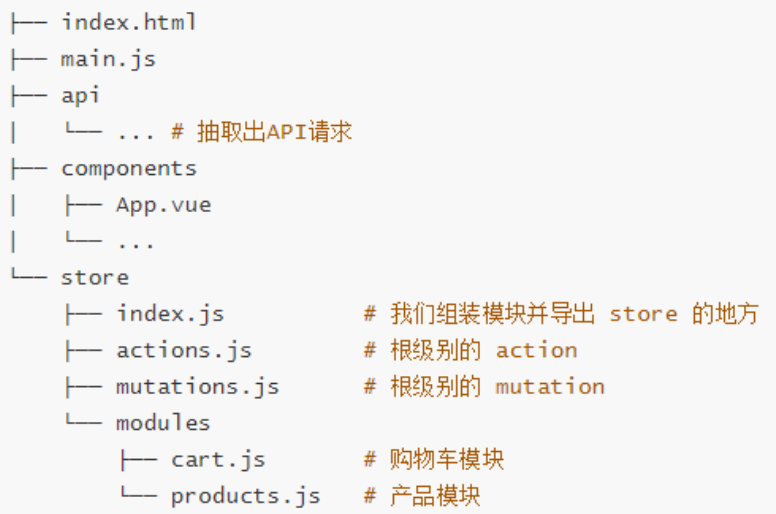 ├── index.html
├── main.js
├── api
│   └── ... # 抽取出API请求
├── components
│   ├── App.vue
│   └── ...
└── store
    ├── index.js          # 我们组装模块并导出 store 的地方
    ├── actions.js        # 根级别的 action
    ├── mutations.js      # 根级别的 mutation
    └── modules
        ├── cart.js       # 购物车模块
        └── products.js   # 产品模块